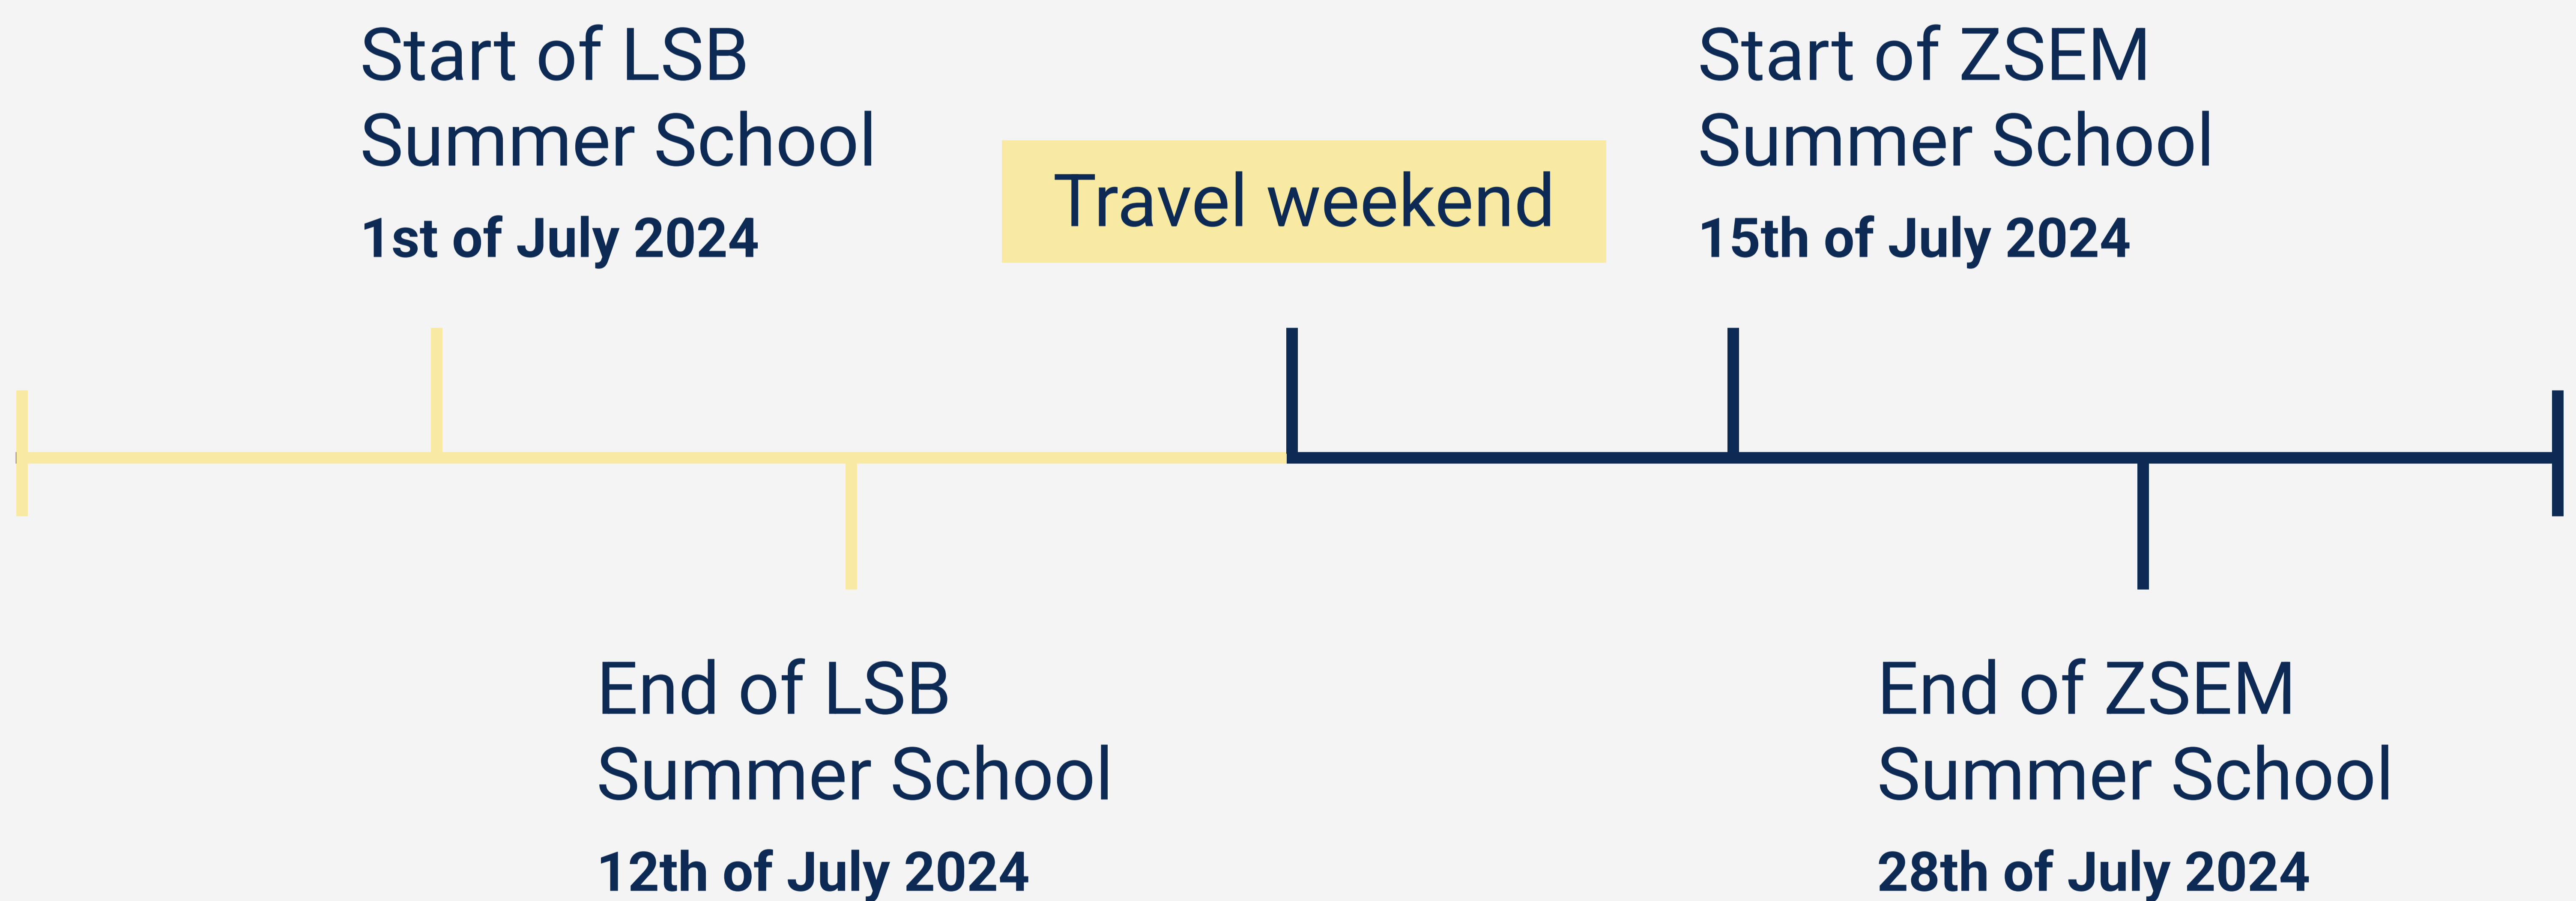 Start of LSB
Summer School
1st of July 2024
Travel weekend
Start of ZSEM
Summer School
15th of July 2024
End of LSB
Summer School
12th of July 2024
End of ZSEM
Summer School
28th of July 2024